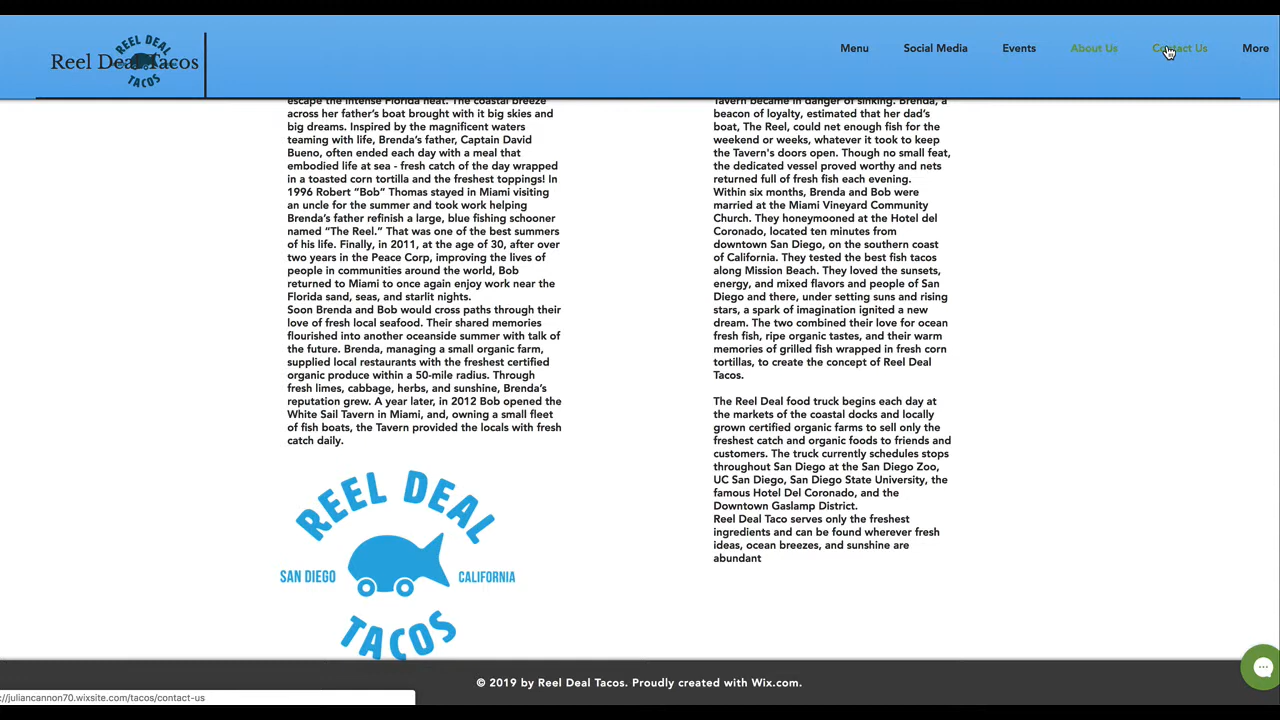 Reel Deal Tacos
REEL DEAL
TACOS
Menu
Social Media
Events
About Us
Contact Us
More
escape the intense Florida heat. The coastal breeze
across her father's boat brought with it big skies and
big dreams. Inspired by the magnificent waters
teaming with life, Brenda's father, Captain David
Bueno, often ended each day with a meal that
embodied life at sea - fresh catch of the day wrapped
in a toasted corn tortilla and the freshest toppings! In
1996 Robert “Bob” Thomas stayed in Miami visiting
an uncle for the summer and took work helping
Brenda's father refinish a large, blue fishing schooner
named “The Reel.” That was one of the best summers
of his life. Finally, in 2011, at the age of 30, after over
two years in the Peace Corp, improving the lives of
people in communities around the world, Bob
returned to Miami to once again enjoy work near the
Florida sand, seas, and starlit nights.
Soon Brenda and Bob would cross paths through their
love of fresh local seafood. Their shared memories
flourished into another oceanside summer with talk of
the future. Brenda, managing a small organic farm,
supplied local restaurants with the freshest certified
organic produce within a 50-mile radius. Through
fresh limes, cabbage, herbs, and sunshine, Brenda's
reputation grew. A year later, in 2012 Bob opened the
White Sail Tavern in Miami, and, owning a small fleet
of fish boats, the Tavern provided the locals with fresh
catch daily.
REEL DEAL
SAN DIEGO
CALIFORNIA
TACOS
Tavern became in danger of sinking. Brenda, a
beacon of loyalty, estimated that her dad's
boat, The Reel, could net enough fish for the
weekend or weeks, whatever it took to keep
the Tavern's doors open. Though no small feat,
the dedicated vessel proved worthy and nets
returned full of fresh fish each evening.
Within six months, Brenda and Bob were
married at the Miami Vineyard Community
Church. They honeymooned at the Hotel del
Coronado, located ten minutes from
downtown San Diego, on the southern coast
of California. They tested the best fish tacos
along Mission Beach. They loved the sunsets,
energy, and mixed flavors and people of San
Diego and there, under setting suns and rising
stars, a spark of imagination ignited a new
dream. The two combined their love for ocean
fresh fish, ripe organic tastes, and their warm
memories of grilled fish wrapped in fresh corn
tortillas, to create the concept of Reel Deal
Tacos.
The Reel Deal food truck begins each day at
the markets of the coastal docks and locally
grown certified organic farms to sell only the
freshest catch and organic foods to friends and
customers. The truck currently schedules stops
throughout San Diego at the San Diego Zoo,
UC San Diego, San Diego State University, the
famous Hotel Del Coronado, and the
Downtown Gaslamp District.
Reel Deal Taco serves only the freshest
ingredients and can be found wherever fresh
ideas, ocean breezes, and sunshine are
abundant
© 2019 by Reel Deal Tacos. Proudly created with Wix.com.
://juliancannon70.wixsite.com/tacos/contact-us